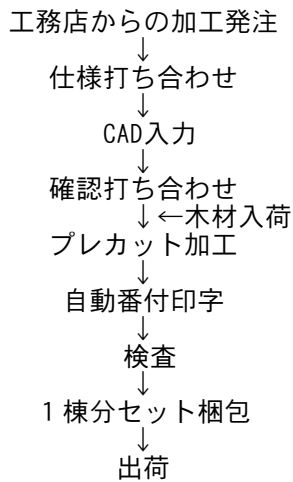 工務店からの加工発注
↓
仕様打ち合わせ
↓
CAD入力
↓
確認打ち合わせ
↓←木材入荷
プレカット加工
↓
自動番付印字
↓
検査
↓
1棟分セット梱包
↓
出荷